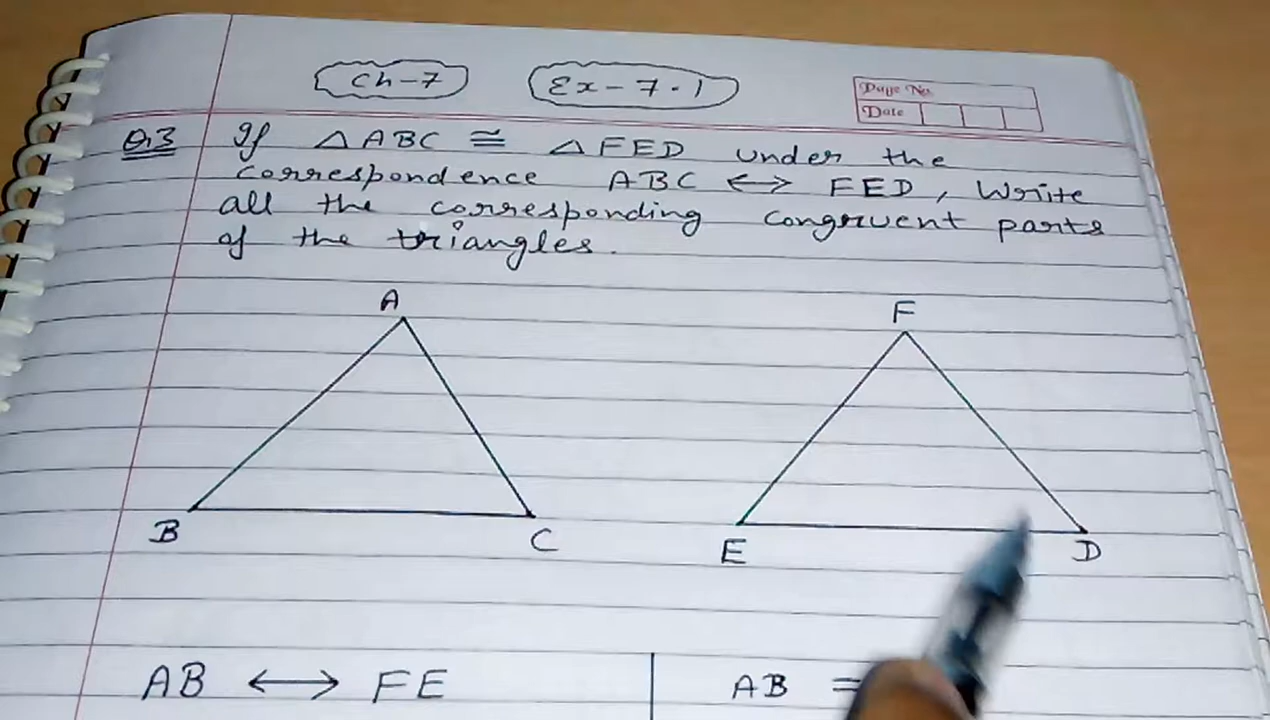 Ch-7
Ex-7.1
Page No.
Date
Q.3 If △ABC ≅ △FED under the
correspondence ABC ↔ FED, Write
all the corresponding congruent parts
of the triangles.
A
F
B
C
E
D
AB ↔ FE
AB =